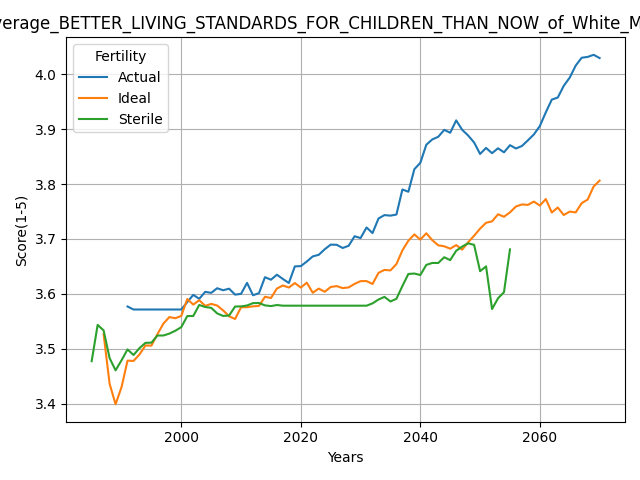 verage_BETTER_LIVING_STANDARDS_FOR_CHILDREN_THAN_NOW_of_White_M
Fertility
Actual
Ideal
Sterile
4.0
3.9
3.8
3.7
3.6
3.5
3.4
Score(1-5)
2000 2020 2040 2060
Years